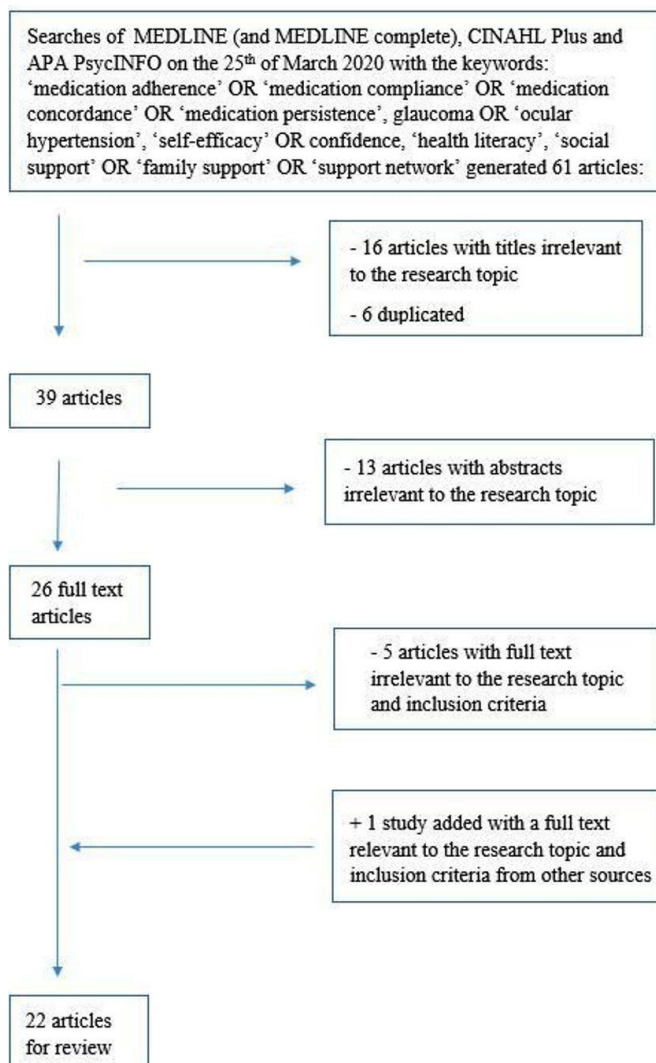 Searches of MEDLINE (and MEDLINE complete), CINAHL Plus and
APA PsycINFO on the 25th of March 2020 with the keywords:
‘medication adherence’ OR ‘medication compliance’ OR ‘medication
concordance’ OR ‘medication persistence’, glaucoma OR ‘ocular
hypertension’, ‘self-efficacy’ OR confidence, ‘health literacy’, ‘social
support’ OR ‘family support’ OR ‘support network’ generated 61 articles:
- 16 articles with titles irrelevant
to the research topic
- 6 duplicated
39 articles
- 13 articles with abstracts
irrelevant to the research topic
26 full text
articles
- 5 articles with full text
irrelevant to the research topic
and inclusion criteria
+ 1 study added with a full text
relevant to the research topic and
inclusion criteria from other sources
22 articles
for review